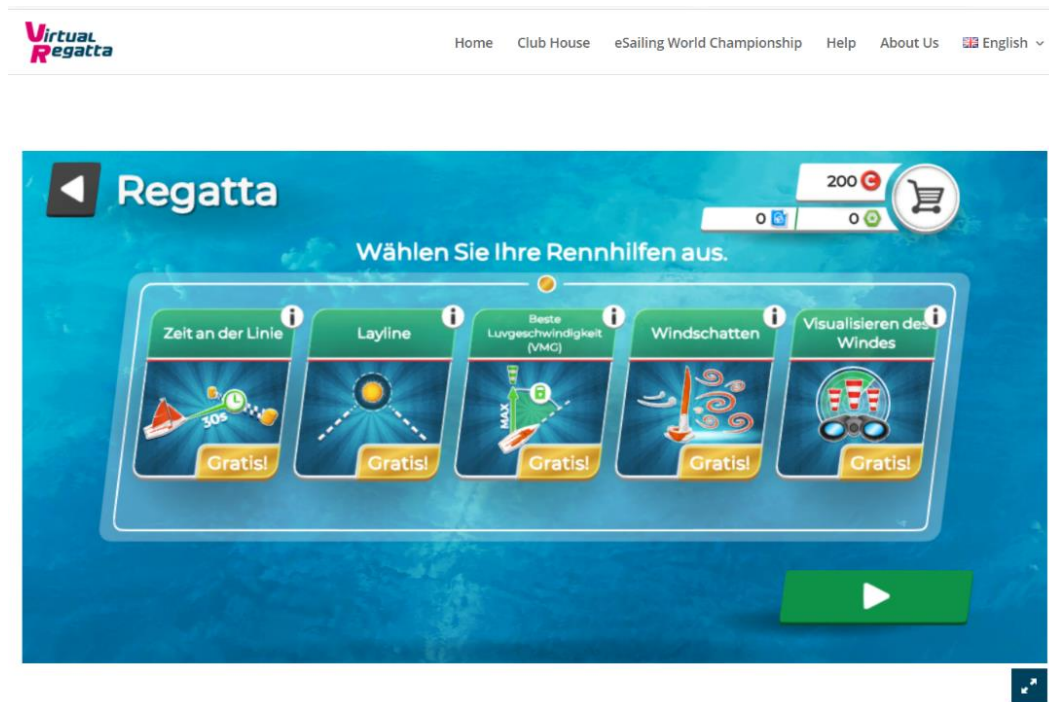 Virtual
Regatta
Home Club House eSailing World Championship Help About Us English
Regatta
200 C
0 0
Wählen Sie Ihre Rennhilfen aus.
Zeit an der Linie
i
Layline
i
Beste
Luvgeschwindigkeit
(VMG)
i
Windschatten
i
Visualisieren des
Windes
i
30s
MAX
Gratis! Gratis! Gratis! Gratis! Gratis!